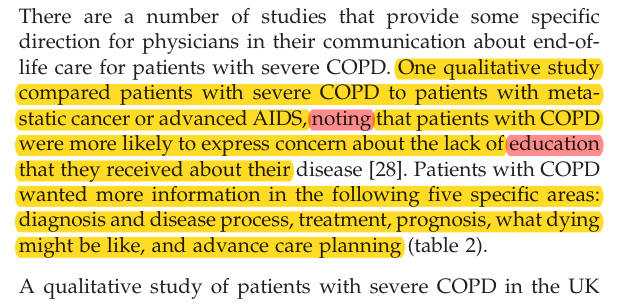 There are a number of studies that provide some specific
direction for physicians in their communication about end-of-
life care for patients with severe COPD. One qualitative study
compared patients with severe COPD to patients with meta-
static cancer or advanced AIDS, noting that patients with COPD
were more likely to express concern about the lack of education
that they received about their disease [28]. Patients with COPD
wanted more information in the following five specific areas:
diagnosis and disease process, treatment, prognosis, what dying
might be like, and advance care planning (table 2).
A qualitative study of patients with severe COPD in the UK